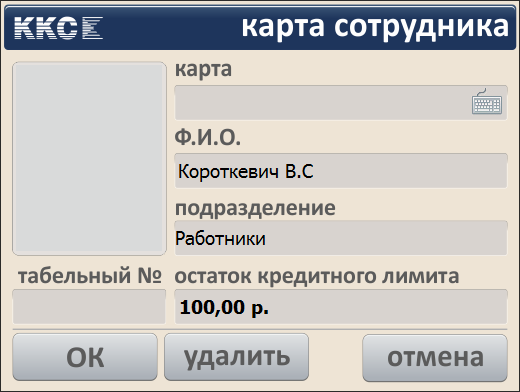 ККС карта сотрудника
карта
Ф.И.О.
Короткевич В.С
подразделение
Работники
табельный № остаток кредитного лимита
100,00 р.
ОК удалить отмена